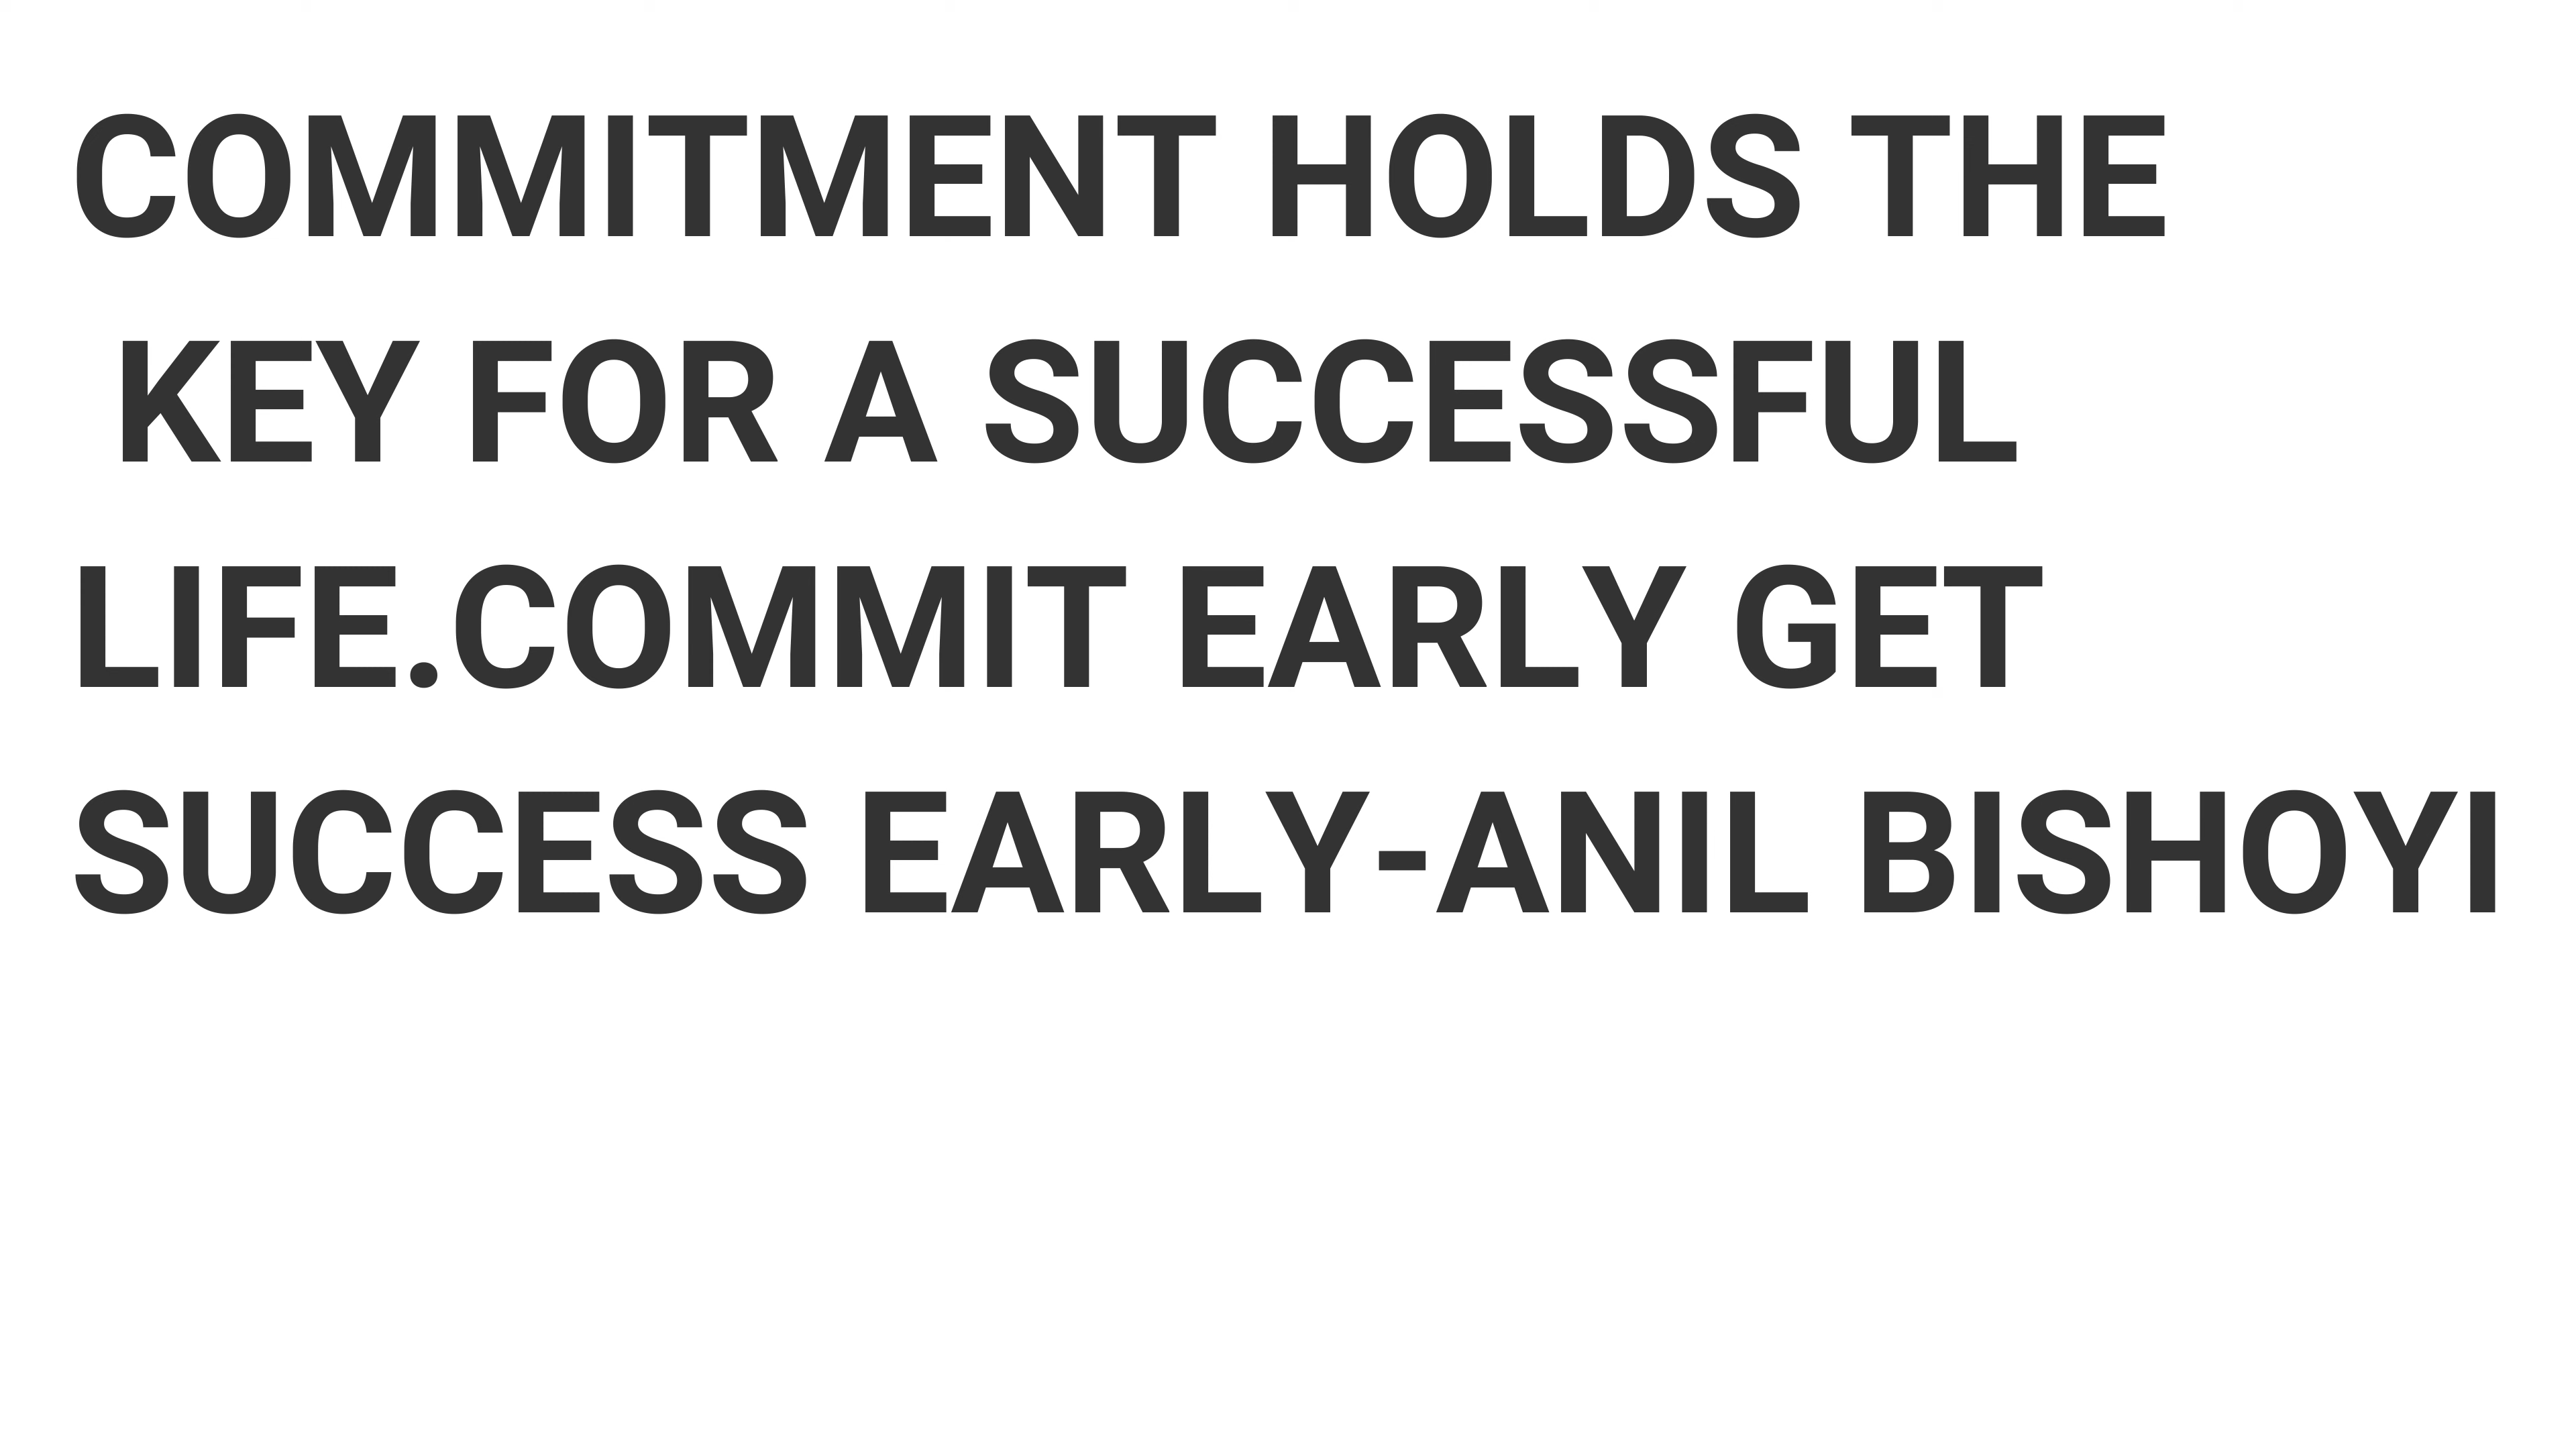 COMMITMENT HOLDS THE
KEY FOR A SUCCESSFUL
LIFE.COMMIT EARLY GET
SUCCESS EARLY-ANIL BISHOYI